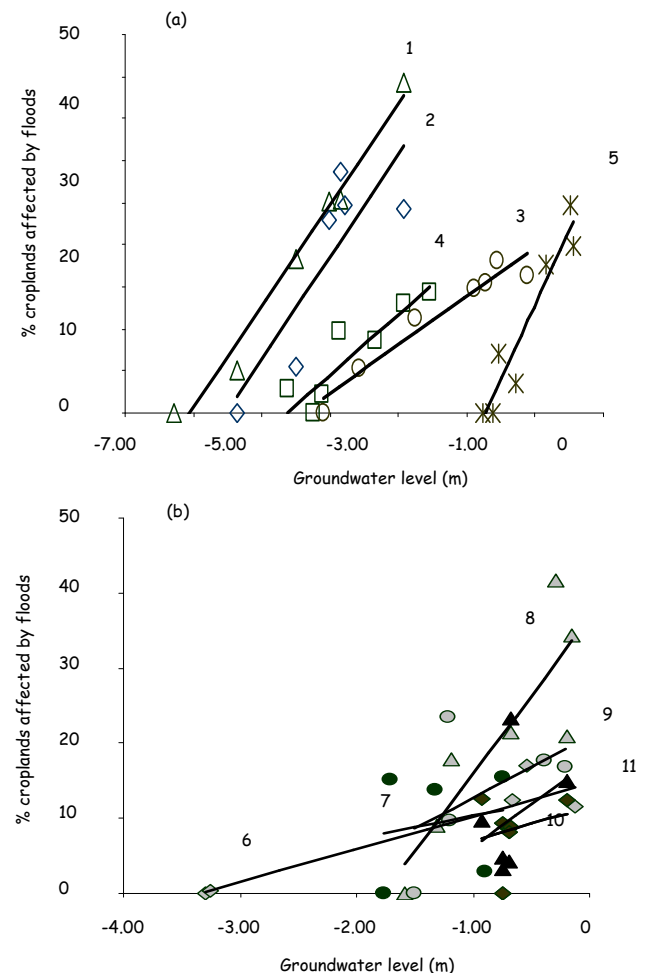 (a)
50
40
30
20
10
0
% croplands affected by floods
1
2
5
3
4
-7.00 -5.00 -3.00 -1.00 0
Groundwater level (m)
(b)
50
40
30
20
10
0
% croplands affected by floods
8
9
11
7
10
6
-4.00 -3.00 -2.00 -1.00 0
Groundwater level (m)